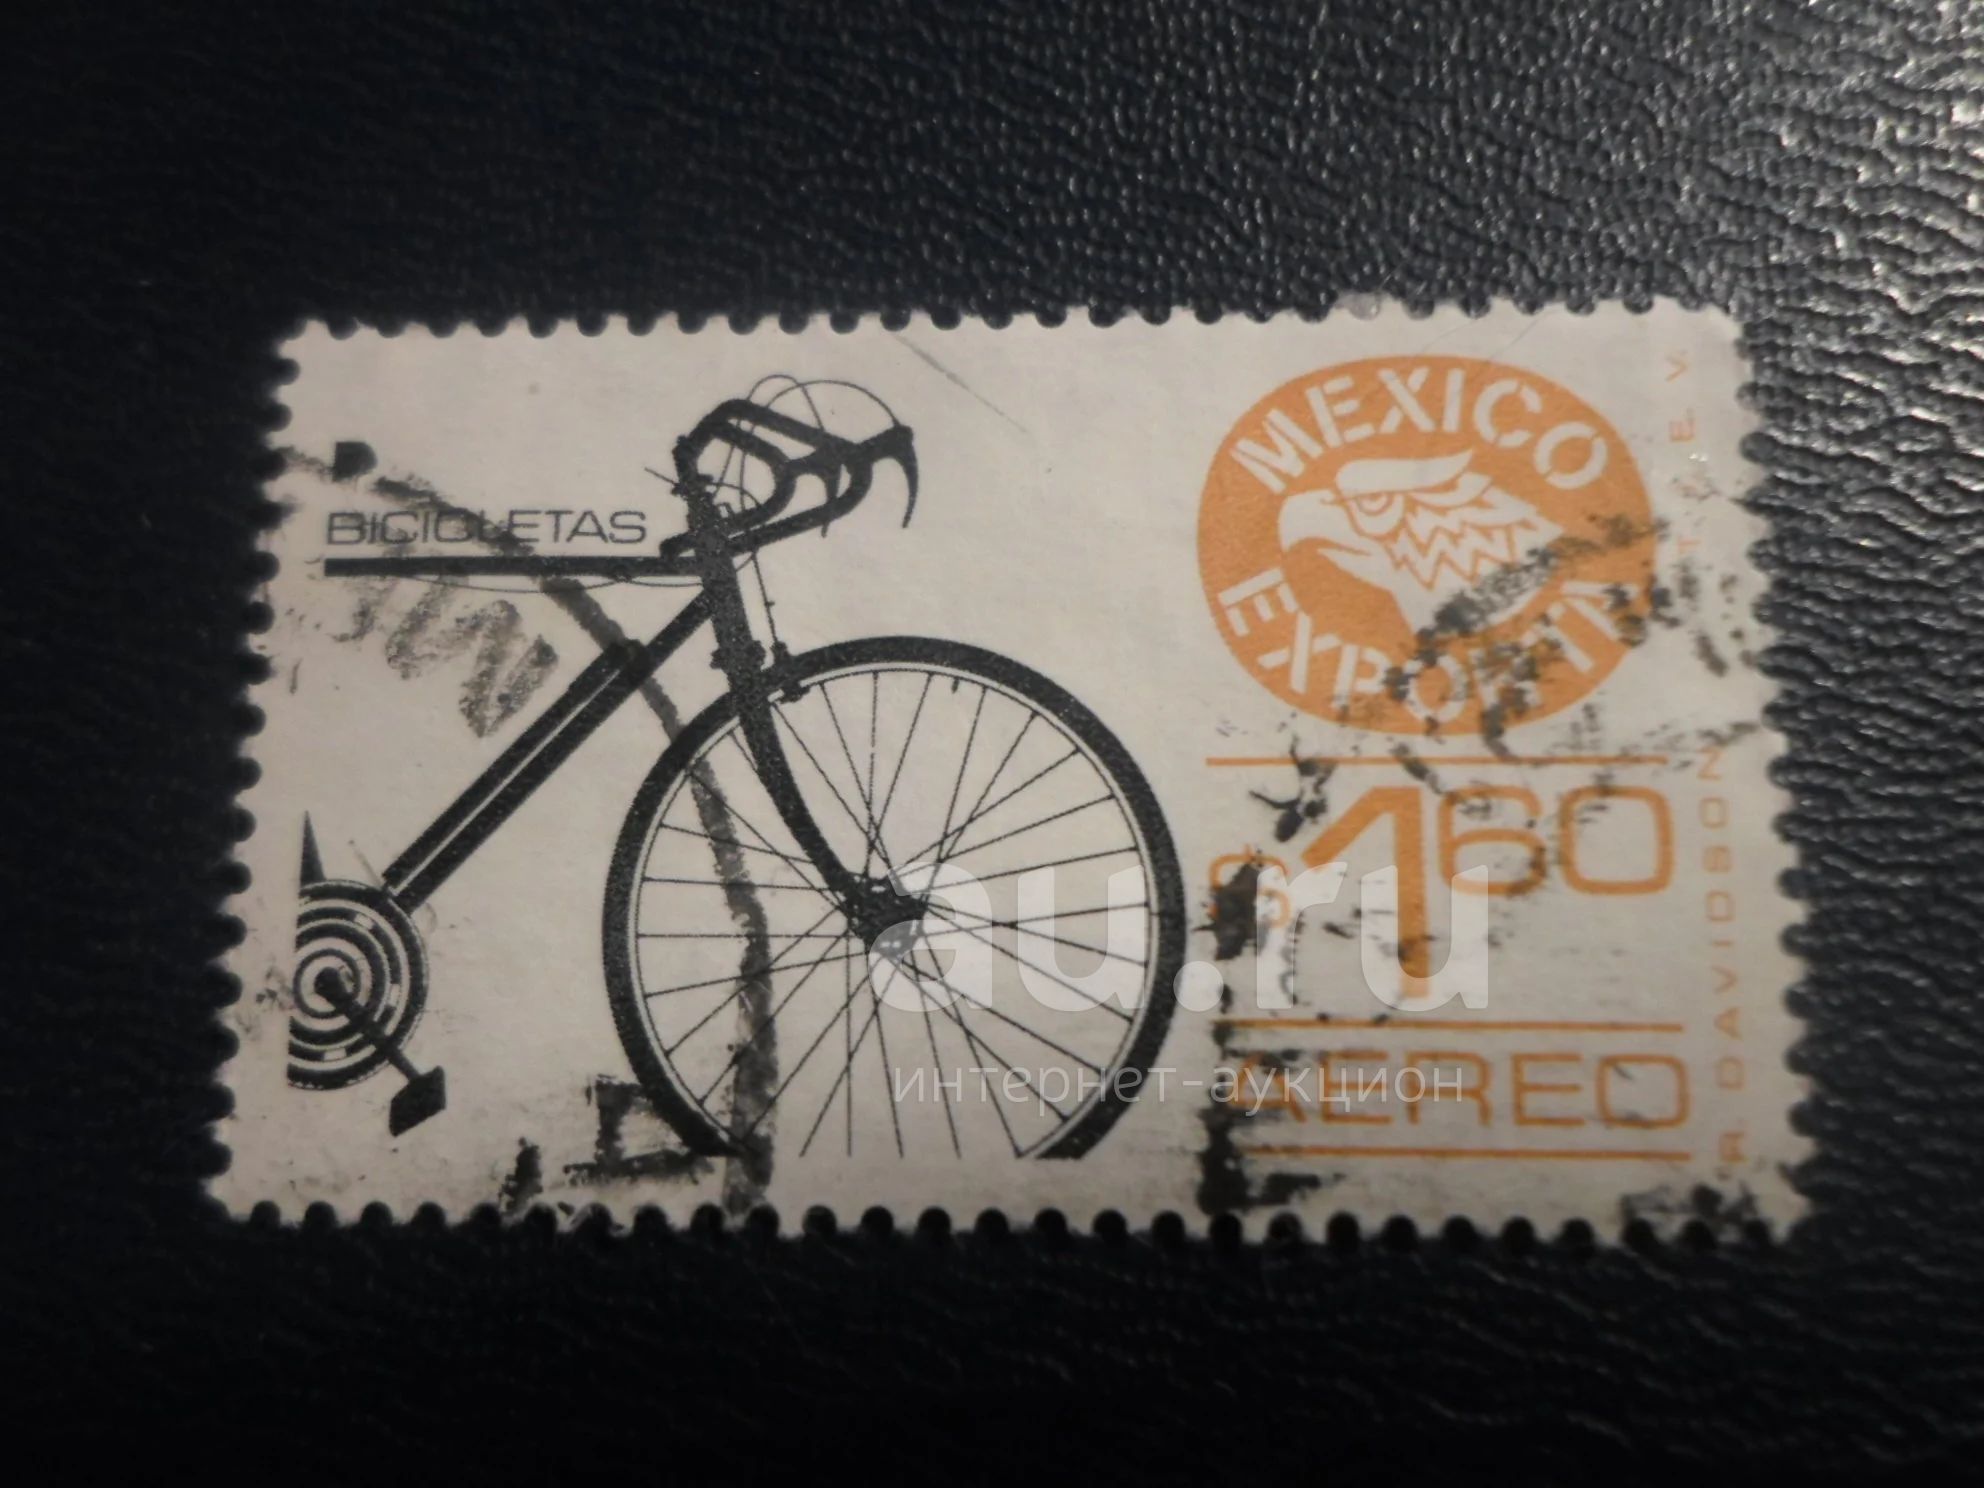 BICICLETAS
MEXICO
EXPORTA
$1.60
AEREO
R. DAVIDSON
T.I.E.V.
au.ru
интернет-аукцион